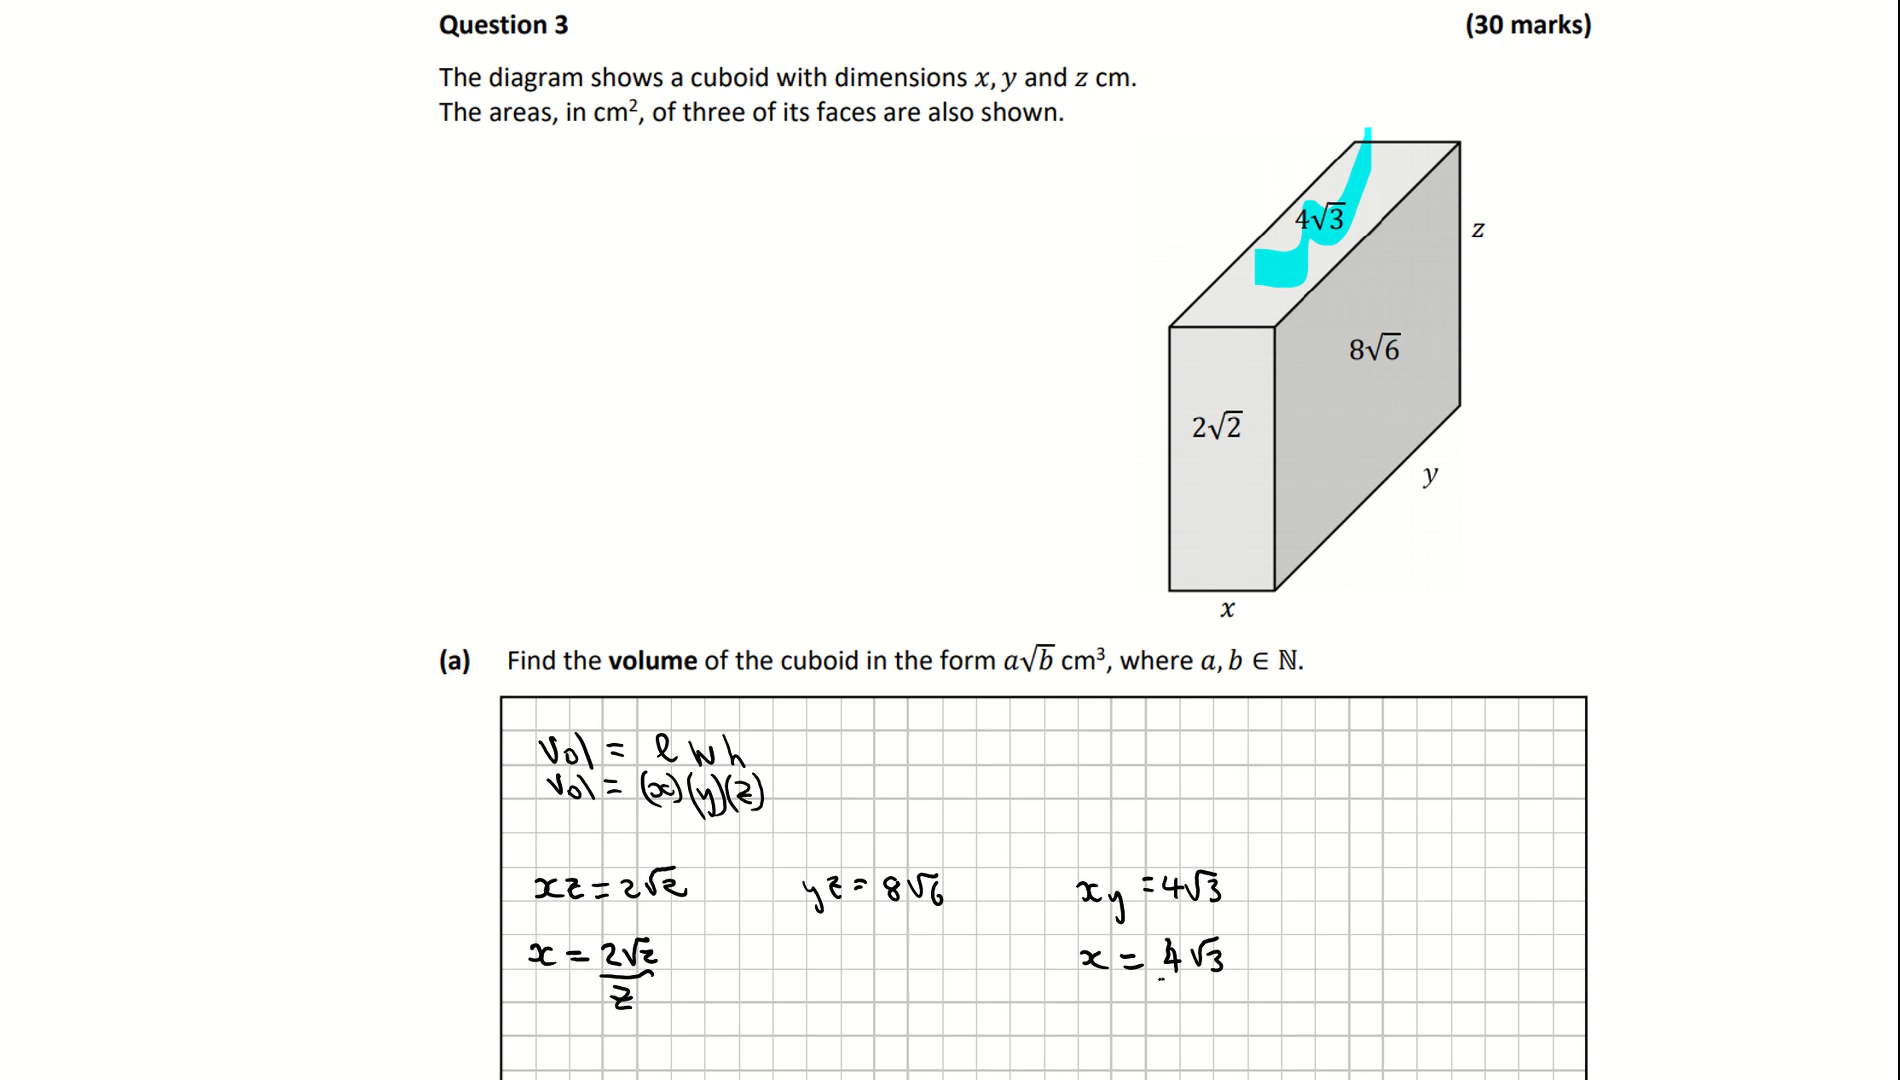 Question 3 (30 marks)
The diagram shows a cuboid with dimensions x, y and z cm.
The areas, in cm², of three of its faces are also shown.
4√3
z
8√6
2√2
y
x
(a) Find the volume of the cuboid in the form a√b cm³, where a, b ∈ ℕ.
Vol = l w h
Vol = (x)(y)(z)
xz = 2√2 yz = 8√6 xy = 4√3
x = 2√2 x = 4√3
z